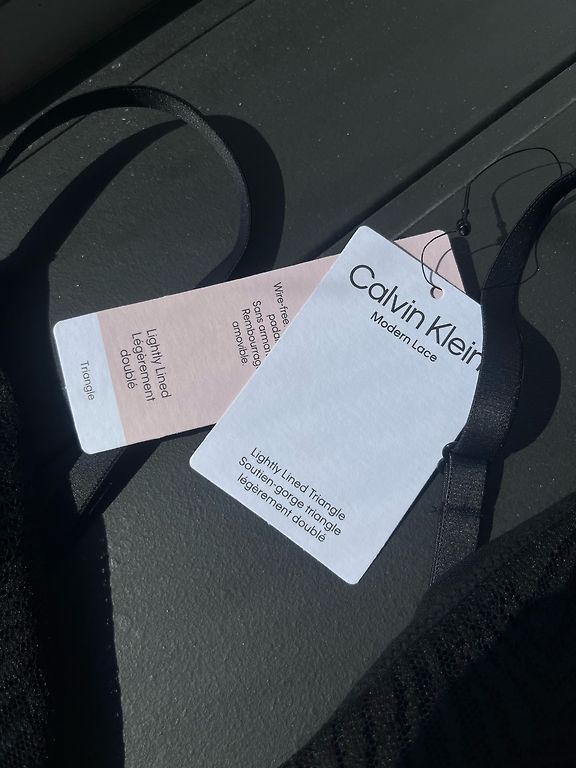 Calvin Klein
Modern Lace
Lightly Lined Triangle
Soutien-gorge triangle
légèrement doublé
Wire-free.
Sans
Rembourrag
amovible.
Lightly Lined
Légèrement
doublé
Triangle